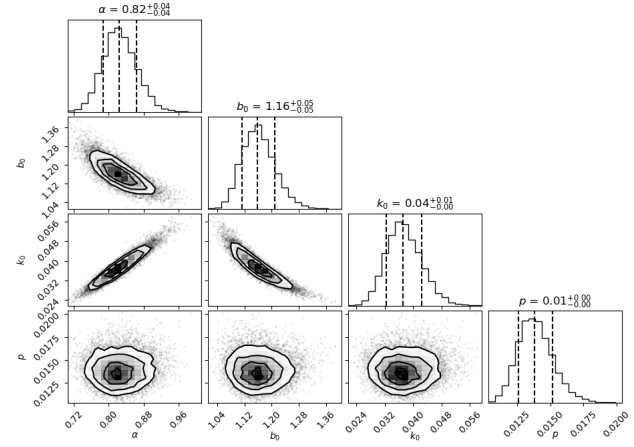 α = 0.82+0.04 −0.04
b0 = 1.16+0.05 −0.05
1.36
1.28
1.20
1.12
1.04
b0
k0 = 0.04+0.01 −0.00
0.056
0.048
0.040
0.032
0.024
k0
p = 0.01+0.00 −0.00
0.0200
0.0175
0.0150
0.0125
p
0.72 0.80 0.88 0.96
α
1.04 1.12 1.20 1.28 1.36
b0
0.024 0.032 0.040 0.048 0.056
k0
0.0125 0.0150 0.0175 0.0200
p